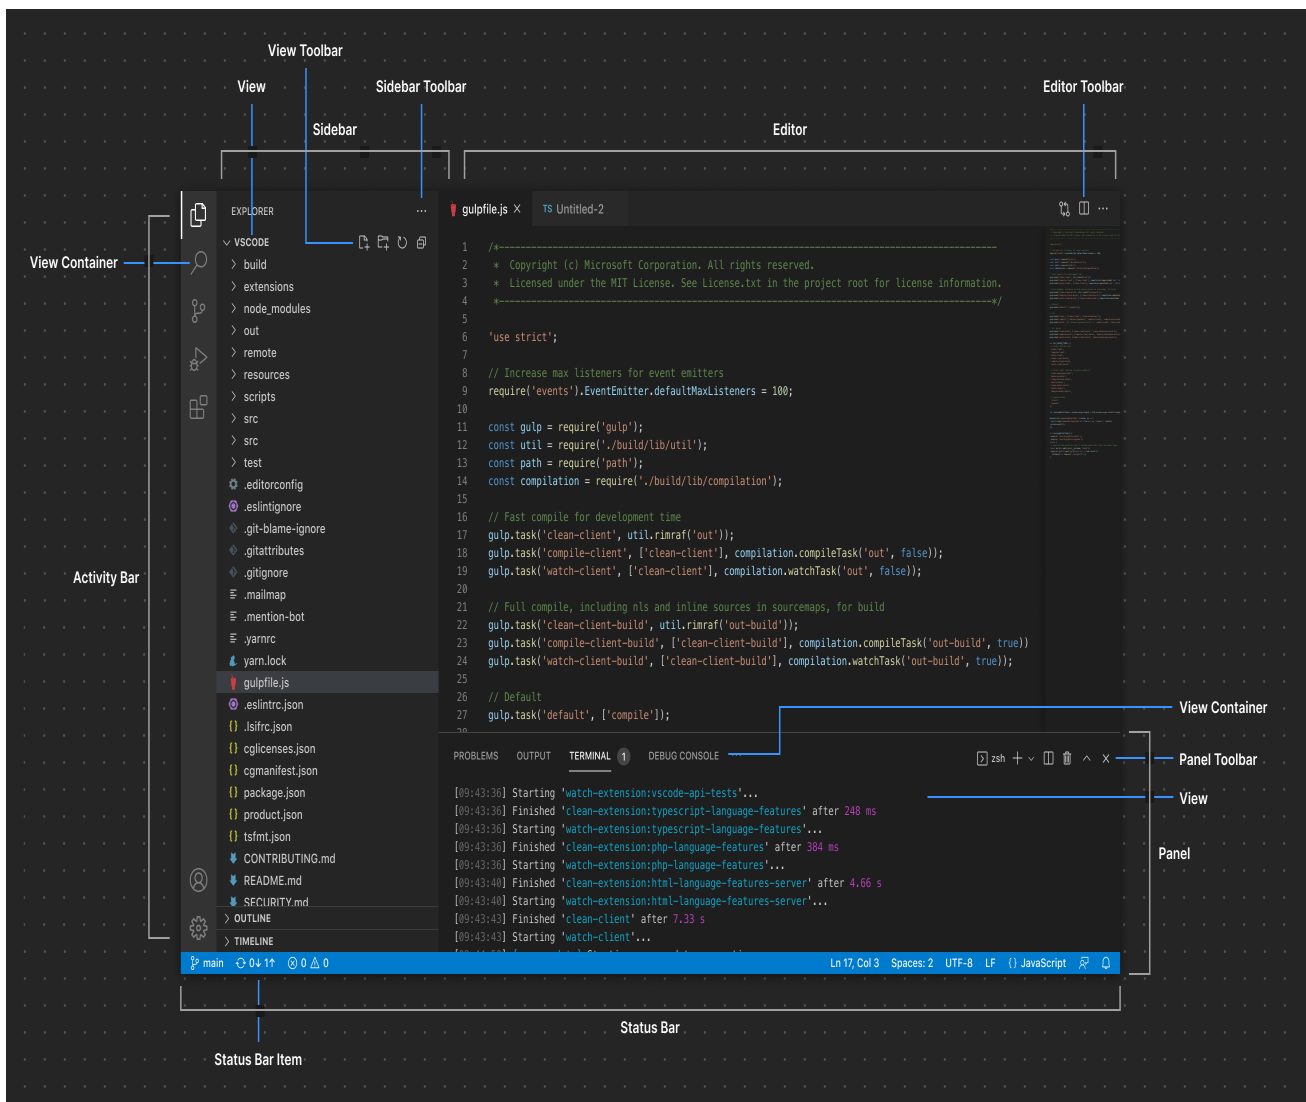 View Toolbar
View
Sidebar Toolbar
Editor Toolbar
Sidebar
Editor
EXPLORER
gulpfile.js
TS Untitled-2
View Container
Activity Bar
VSCODE
build
extensions
node_modules
out
remote
resources
scripts
src
src
test
.editorconfig
.eslintignore
.git-blame-ignore
.gitattributes
.gitignore
.mailmap
.mention-bot
.yarnrc
yarn.lock
gulpfile.js
.eslintrc.json
.lsifrc.json
cglicenses.json
cgmanifest.json
package.json
product.json
tsfmt.json
CONTRIBUTING.md
README.md
SECURITY.md
OUTLINE
TIMELINE
1 /*---------------------------------------------------------------------------------------------
2 * Copyright (c) Microsoft Corporation. All rights reserved.
3 * Licensed under the MIT License. See License.txt in the project root for license information.
4 *--------------------------------------------------------------------------------------------*/
5
6 'use strict';
7
8 // Increase max listeners for event emitters
9 require('events').EventEmitter.defaultMaxListeners = 100;
10
11 const gulp = require('gulp');
12 const util = require('./build/lib/util');
13 const path = require('path');
14 const compilation = require('./build/lib/compilation');
15
16 // Fast compile for development time
17 gulp.task('clean-client', util.rimraf('out'));
18 gulp.task('compile-client', ['clean-client'], compilation.compileTask('out', false));
19 gulp.task('watch-client', ['clean-client'], compilation.watchTask('out', false));
20
21 // Full compile, including nls and inline sources in sourcemaps, for build
22 gulp.task('clean-client-build', util.rimraf('out-build'));
23 gulp.task('compile-client-build', ['clean-client-build'], compilation.compileTask('out-build', true))
24 gulp.task('watch-client-build', ['clean-client-build'], compilation.watchTask('out-build', true));
25
26 // Default
27 gulp.task('default', ['compile']);
28
View Container
Panel Toolbar
View
Panel
PROBLEMS OUTPUT TERMINAL 1 DEBUG CONSOLE ···
zsh
[09:43:36] Starting 'watch-extension:vscode-api-tests'...
[09:43:36] Finished 'clean-extension:typescript-language-features' after 248 ms
[09:43:36] Starting 'watch-extension:typescript-language-features'...
[09:43:36] Finished 'clean-extension:php-language-features' after 384 ms
[09:43:36] Starting 'watch-extension:php-language-features'...
[09:43:40] Finished 'clean-extension:html-language-features-server' after 4.66 s
[09:43:40] Starting 'watch-extension:html-language-features-server'...
[09:43:43] Finished 'clean-client' after 7.33 s
[09:43:43] Starting 'watch-client'...
main 0↓ 1↑ 0 0
Ln 17, Col 3 Spaces: 2 UTF-8 LF {} JavaScript
Status Bar
Status Bar Item